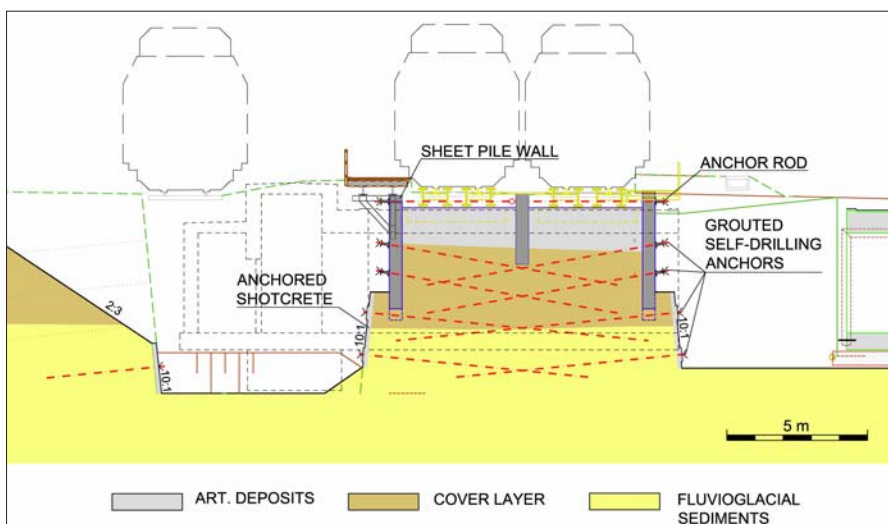 SHEET PILE WALL
ANCHOR ROD
GROUTED
SELF-DRILLING
ANCHORS
ANCHORED
SHOTCRETE
2:3
10:1
10:1
10:1
5 m
ART. DEPOSITS
COVER LAYER
FLUVIOGLACIAL
SEDIMENTS